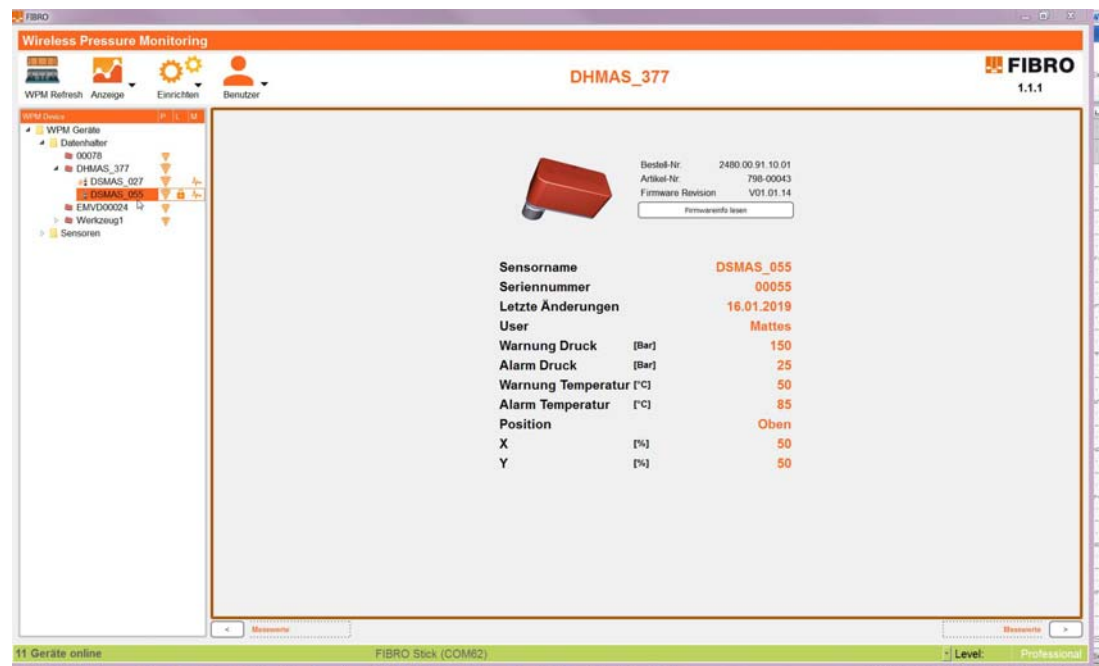 FIBRO
Wireless Pressure Monitoring
WPM Refresh
Anzeige
Einrichten
Benutzer
DHMAS_377
FIBRO
1.1.1
WPM Device P L M
WPM Geräte
Datenhalter
00078
DHMAS_377
DSMAS_027
DSMAS_055
EMVD00024
Werkzeug1
Sensoren
Bestell-Nr. 2480.00.91.10.01
Artikel-Nr. 798-00043
Firmware Revision V01.01.14
Firmwareinfo lesen
Sensorname DSMAS_055
Seriennummer 00055
Letzte Änderungen 16.01.2019
User Mattes
Warnung Druck [Bar] 150
Alarm Druck [Bar] 25
Warnung Temperatur [°C] 50
Alarm Temperatur [°C] 85
Position Oben
X [%] 50
Y [%] 50
< Messwerte
Messwerte >
11 Geräte online
FIBRO Stick (COM62)
Level: Professional